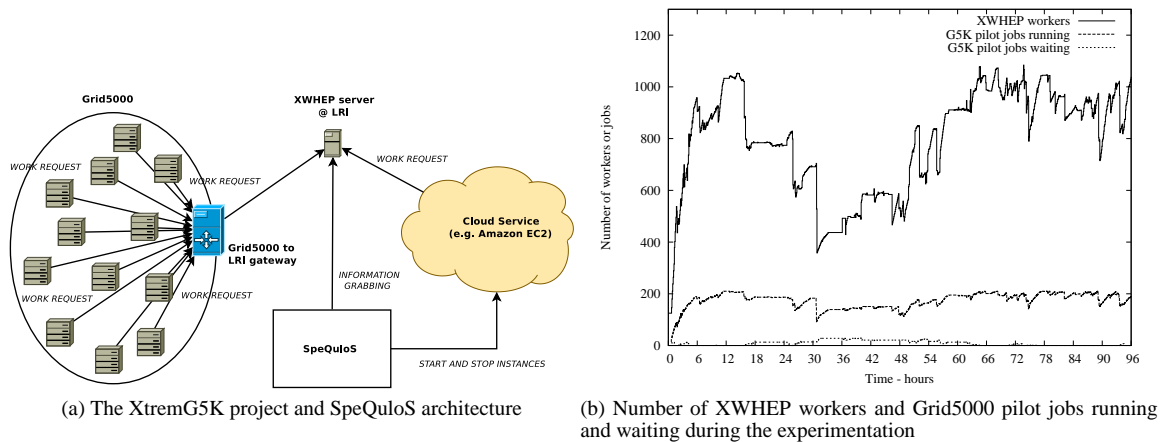 Grid5000
WORK REQUEST
WORK REQUEST
WORK REQUEST
WORK REQUEST
Grid5000 to
LRI gateway
XWHEP server
@ LRI
WORK REQUEST
Cloud Service
(e.g. Amazon EC2)
INFORMATION
GRABBING
SpeQuloS
START AND STOP INSTANCES
(a) The XtremG5K project and SpeQuloS architecture
XWHEP workers
G5K pilot jobs running
G5K pilot jobs waiting
Number of workers or jobs
1200
1000
800
600
400
200
0
0 6 12 18 24 30 36 42 48 54 60 66 72 78 84 90 96
Time - hours
(b) Number of XWHEP workers and Grid5000 pilot jobs running
and waiting during the experimentation